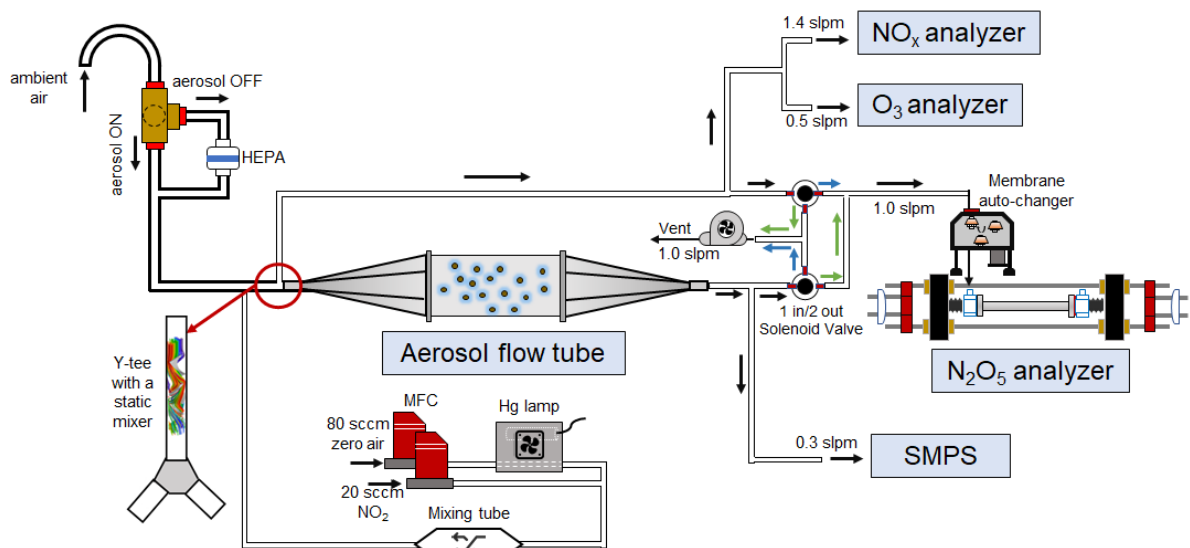 1.4 slpm
NOx analyzer
ambient
air
aerosol OFF
aerosol ON
HEPA
0.5 slpm
O3 analyzer
Membrane
auto-changer
1.0 slpm
Vent
1.0 slpm
1 in/2 out
Solenoid Valve
Aerosol flow tube
N2O5 analyzer
Y-tee
with a
static
mixer
MFC
Hg lamp
80 sccm
zero air
20 sccm
NO2
Mixing tube
0.3 slpm
SMPS